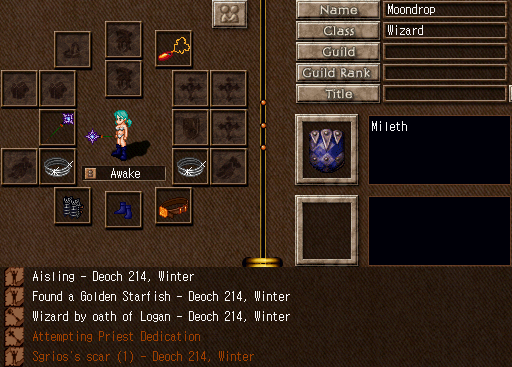 Name Moondrop
Class Wizard
Guild
Guild Rank
Title
Mileth
Awake
Aisling - Deoch 214, Winter
Found a Golden Starfish - Deoch 214, Winter
Wizard by oath of Logan - Deoch 214, Winter
Attempting Priest Dedication
Sgrios's scar (1) - Deoch 214, Winter